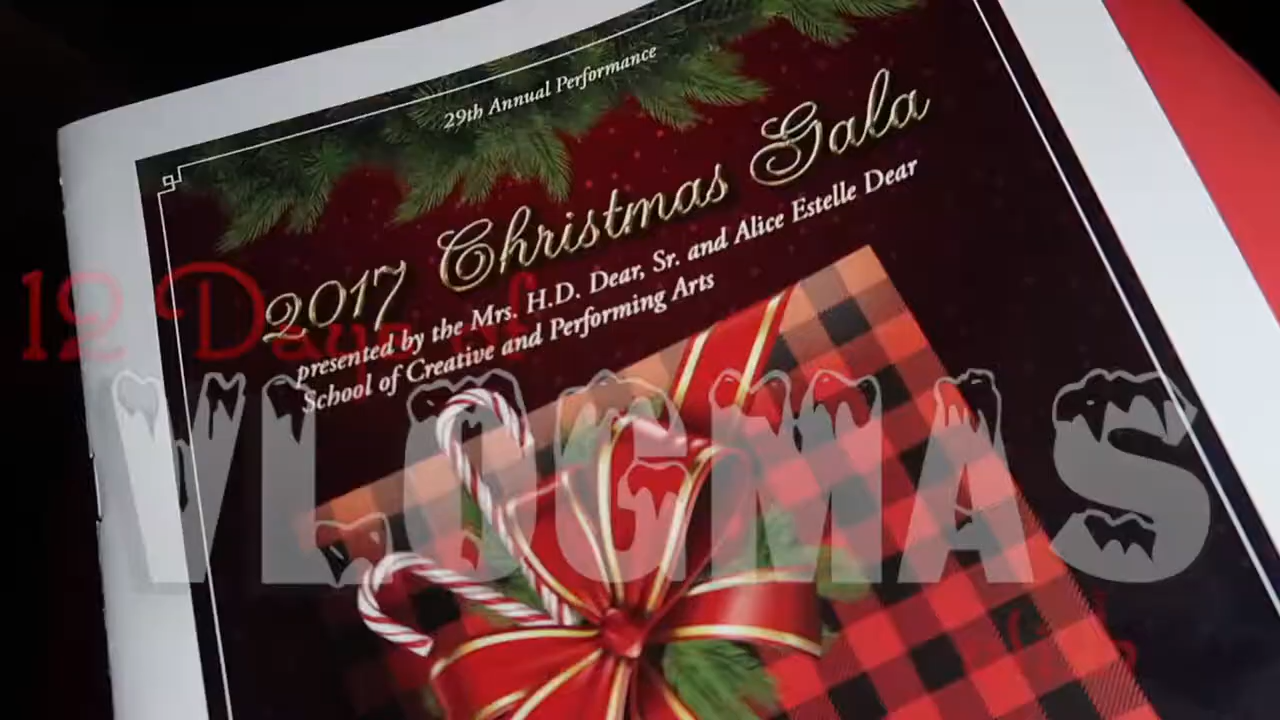 29th Annual Performance
2017 Christmas Gala
presented by the Mrs. H.D. Dear, Sr. and Alice Estelle Dear
School of Creative and Performing Arts
12 Days of
VLOGMAS